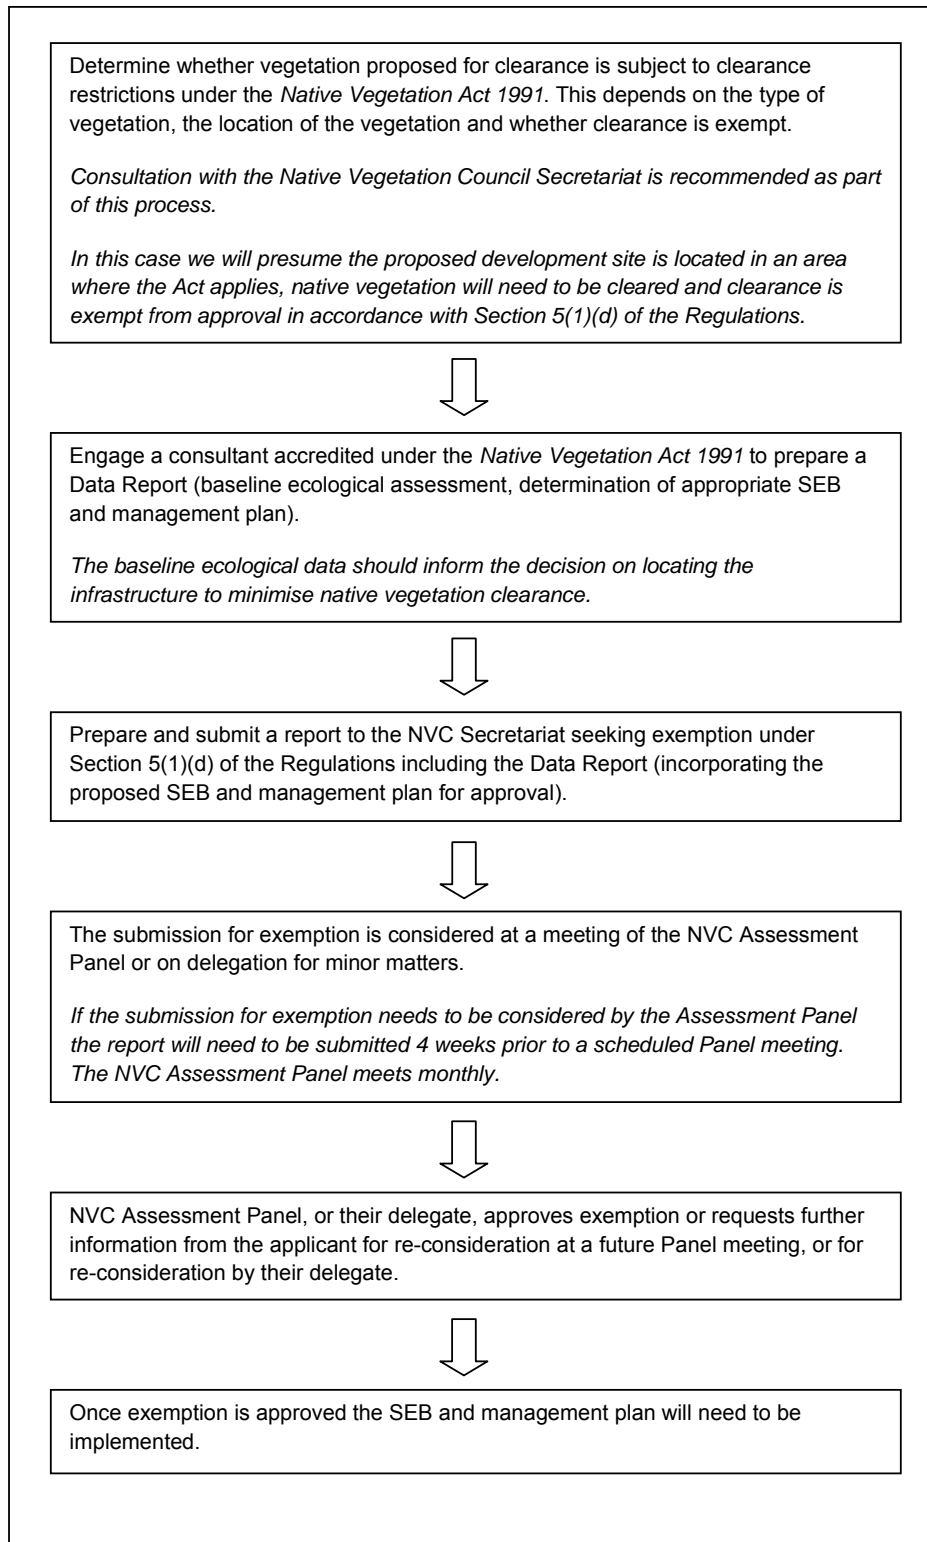 Determine whether vegetation proposed for clearance is subject to clearance
restrictions under the Native Vegetation Act 1991. This depends on the type of
vegetation, the location of the vegetation and whether clearance is exempt.
Consultation with the Native Vegetation Council Secretariat is recommended as part
of this process.
In this case we will presume the proposed development site is located in an area
where the Act applies, native vegetation will need to be cleared and clearance is
exempt from approval in accordance with Section 5(1)(d) of the Regulations.
Engage a consultant accredited under the Native Vegetation Act 1991 to prepare a
Data Report (baseline ecological assessment, determination of appropriate SEB
and management plan).
The baseline ecological data should inform the decision on locating the
infrastructure to minimise native vegetation clearance.
Prepare and submit a report to the NVC Secretariat seeking exemption under
Section 5(1)(d) of the Regulations including the Data Report (incorporating the
proposed SEB and management plan for approval).
The submission for exemption is considered at a meeting of the NVC Assessment
Panel or on delegation for minor matters.
If the submission for exemption needs to be considered by the Assessment Panel
the report will need to be submitted 4 weeks prior to a scheduled Panel meeting.
The NVC Assessment Panel meets monthly.
NVC Assessment Panel, or their delegate, approves exemption or requests further
information from the applicant for re-consideration at a future Panel meeting, or for
re-consideration by their delegate.
Once exemption is approved the SEB and management plan will need to be
implemented.